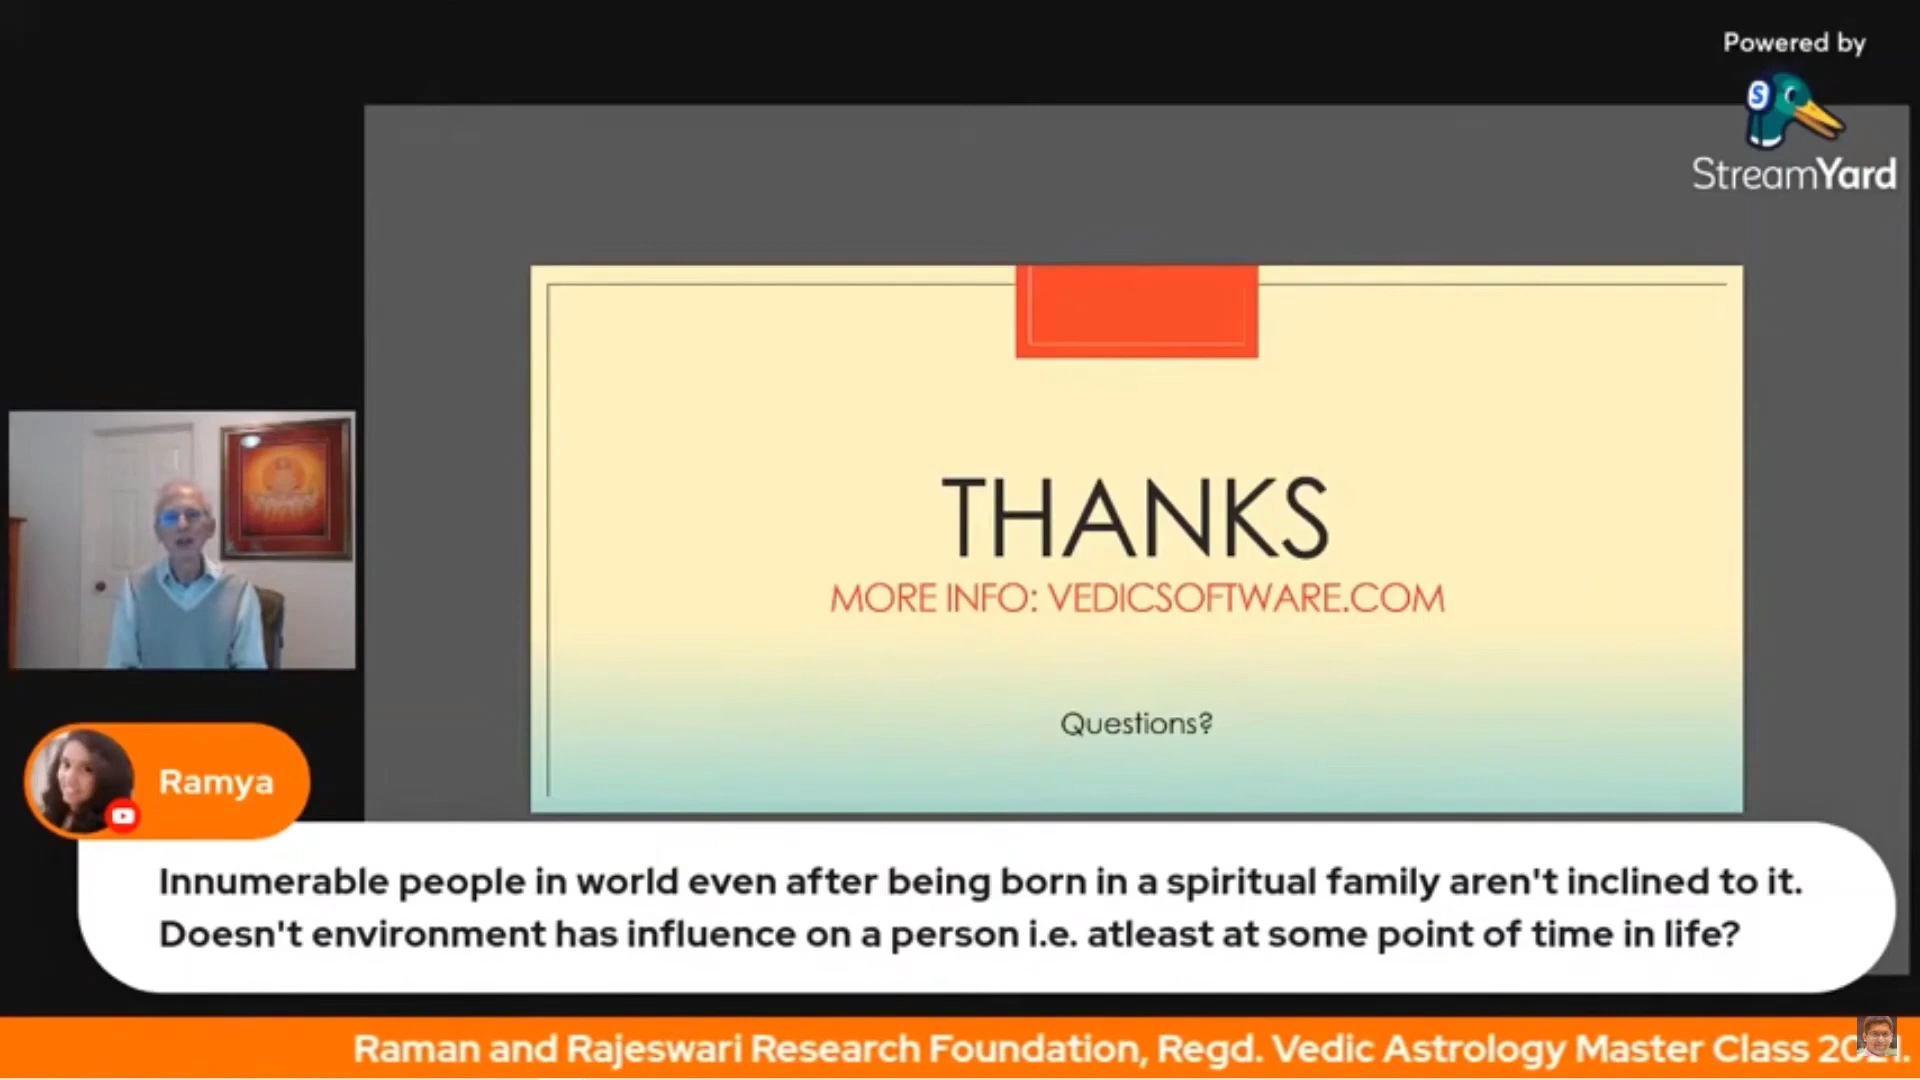 Powered by
S
StreamYard
THANKS
MORE INFO: VEDICSOFTWARE.COM
Questions?
Ramya
Innumerable people in world even after being born in a spiritual family aren't inclined to it.
Doesn't environment has influence on a person i.e. atleast at some point of time in life?
Raman and Rajeswari Research Foundation, Regd. Vedic Astrology Master Class